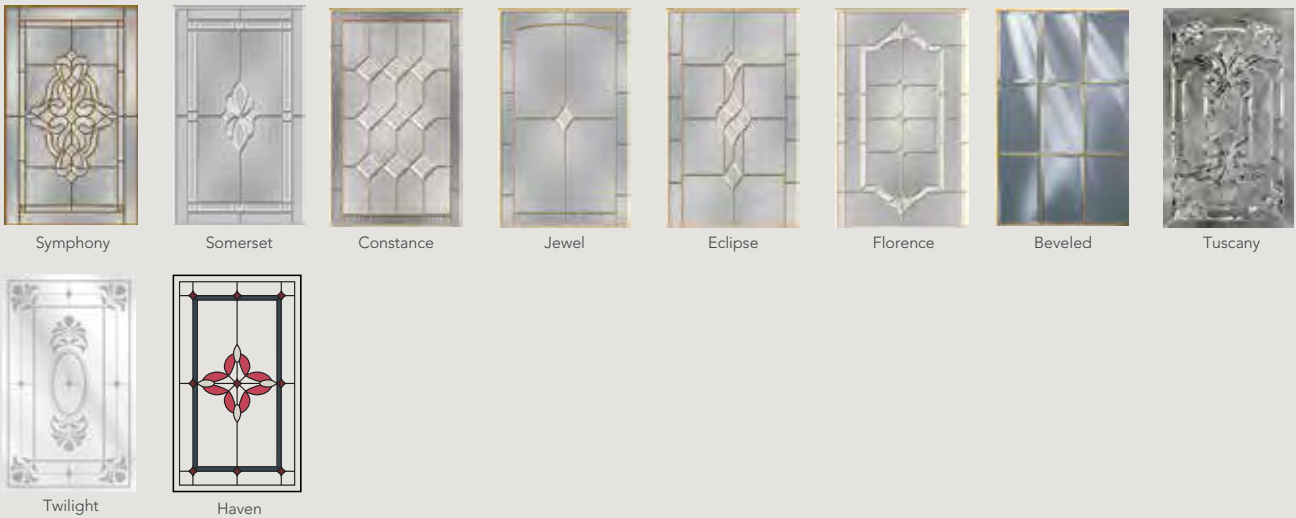 Symphony
Somerset
Constance
Jewel
Eclipse
Florence
Beveled
Tuscany
Twilight
Haven